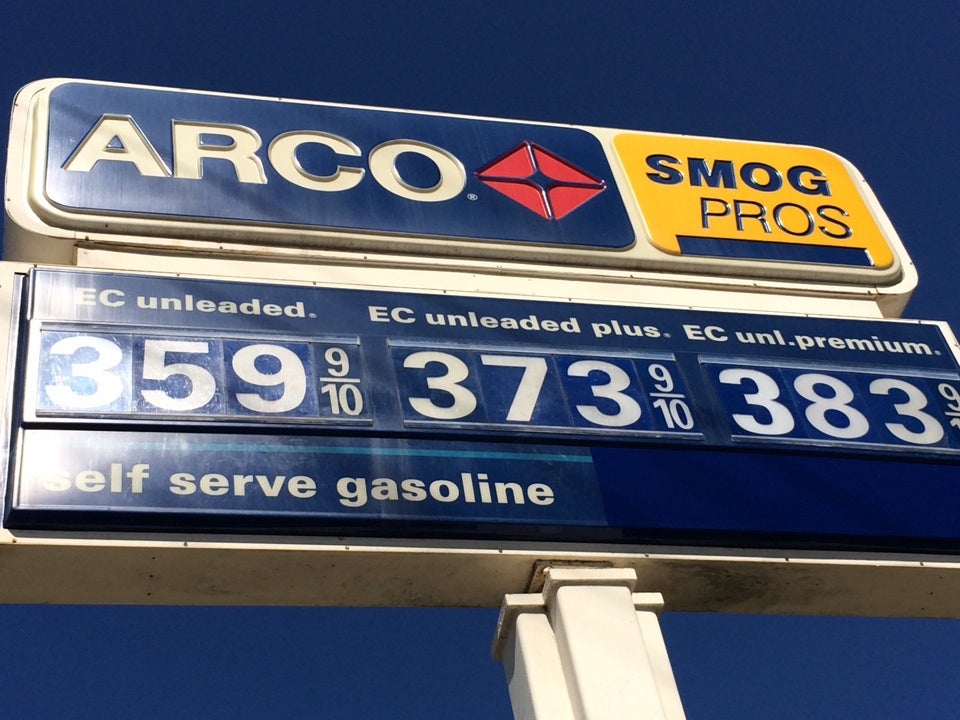 ARCO®
SMOG
PROS
EC unleaded®
EC unleaded plus®
EC unl.premium®
359 9/10
373 9/10
383 9/
self serve gasoline